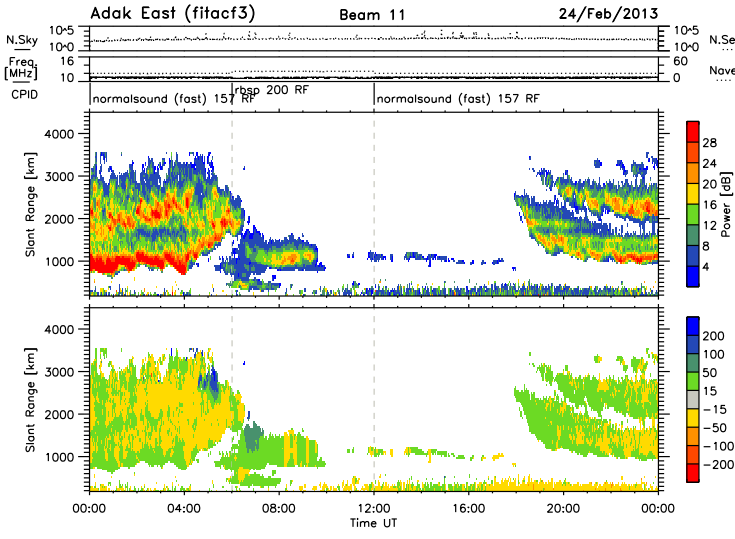 Adak East (fitacf3) Beam 11 24/Feb/2013
N.Sky 10^5 10^0 10^5 10^0 N.Se
Freq. [MHz] 16 10 60 0 Nave
CPID normalsound (fast) 157 RF rbsp 200 RF normalsound (fast) 157 RF
Slant Range [km]
4000
3000
2000
1000
Power [dB]
28
24
20
16
12
8
4
Slant Range [km]
4000
3000
2000
1000
200
100
50
15
-15
-50
-100
-200
00:00 04:00 08:00 12:00 16:00 20:00 00:00
Time UT